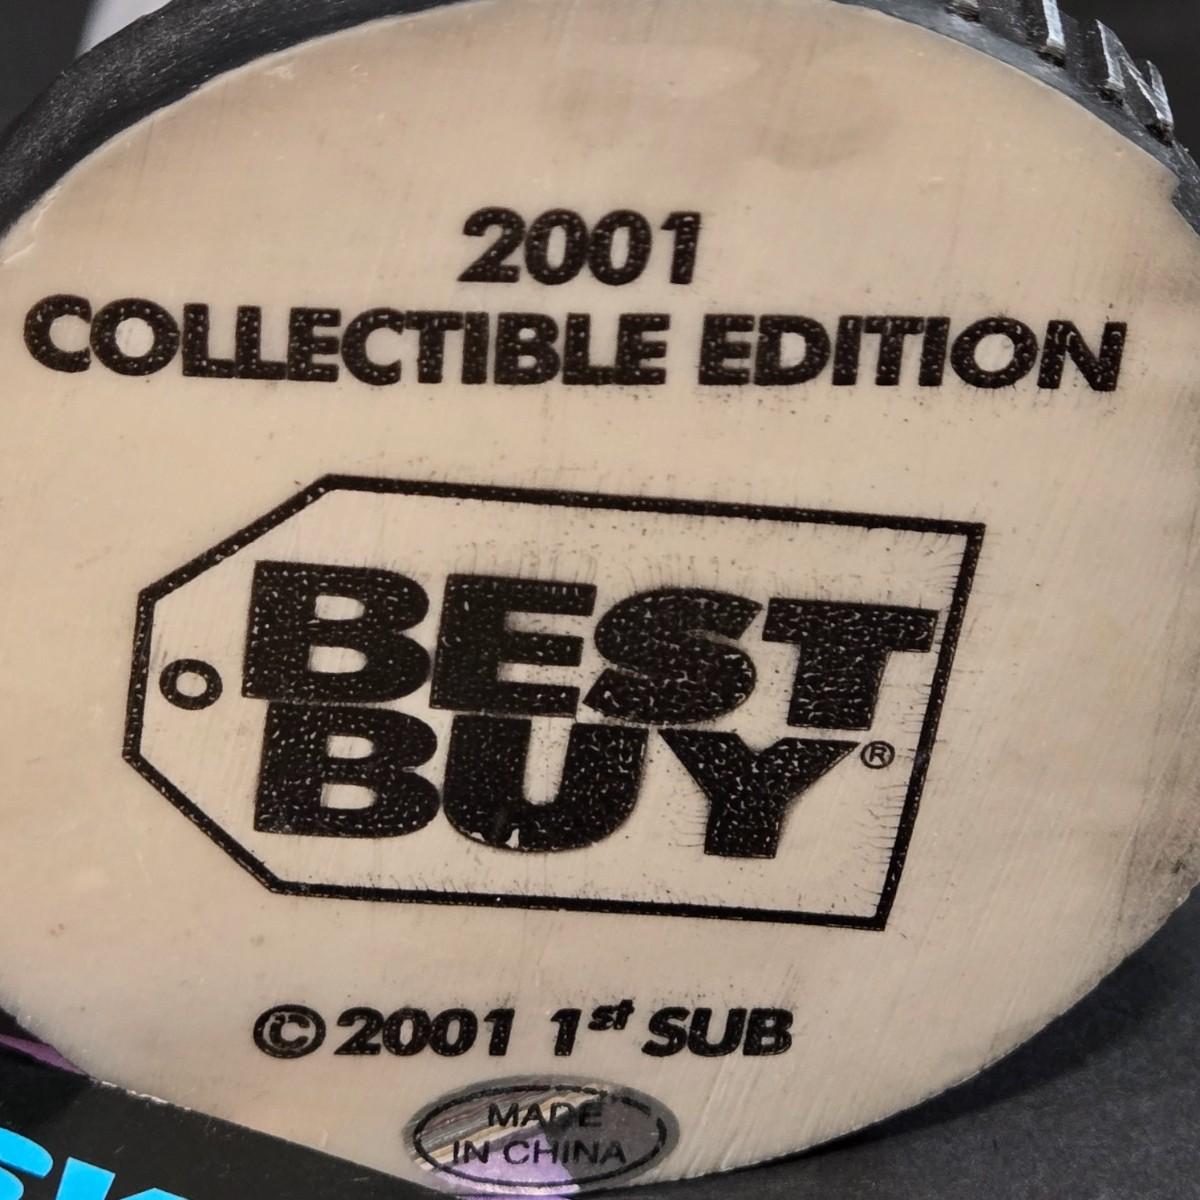 2001
COLLECTIBLE EDITION
BEST
BUY®
©2001 1st SUB
MADE
IN CHINA